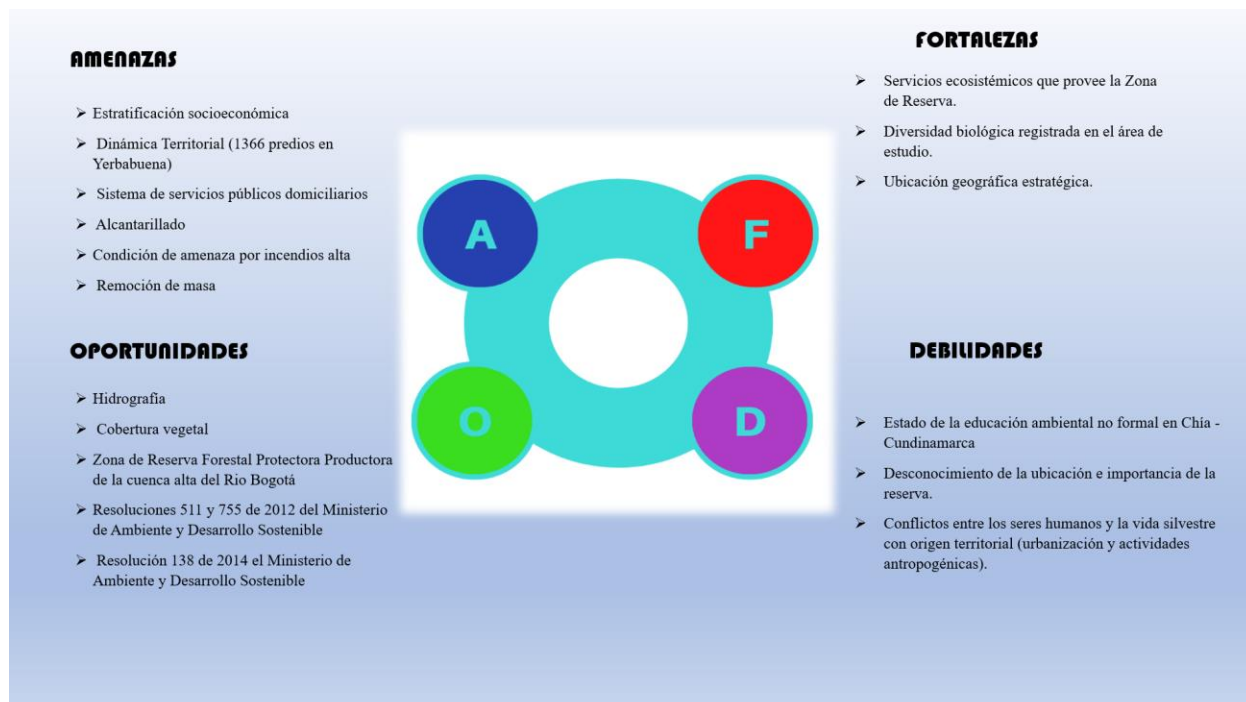 AMENAZAS
➢ Estratificación socioeconómica
➢ Dinámica Territorial (1366 predios en
Yerbabuena)
➢ Sistema de servicios públicos domiciliarios
➢ Alcantarillado
➢ Condición de amenaza por incendios alta
➢ Remoción de masa
OPORTUNIDADES
➢ Hidrografía
➢ Cobertura vegetal
➢ Zona de Reserva Forestal Protectora Productora
de la cuenca alta del Río Bogotá
➢ Resoluciones 511 y 755 de 2012 del Ministerio
de Ambiente y Desarrollo Sostenible
➢ Resolución 138 de 2014 el Ministerio de
Ambiente y Desarrollo Sostenible
A
F
O
D
FORTALEZAS
➢ Servicios ecosistémicos que provee la Zona
de Reserva.
➢ Diversidad biológica registrada en el área de
estudio.
➢ Ubicación geográfica estratégica.
DEBILIDADES
➢ Estado de la educación ambiental no formal en Chía -
Cundinamarca
➢ Desconocimiento de la ubicación e importancia de la
reserva.
➢ Conflictos entre los seres humanos y la vida silvestre
con origen territorial (urbanización y actividades
antropogénicas).